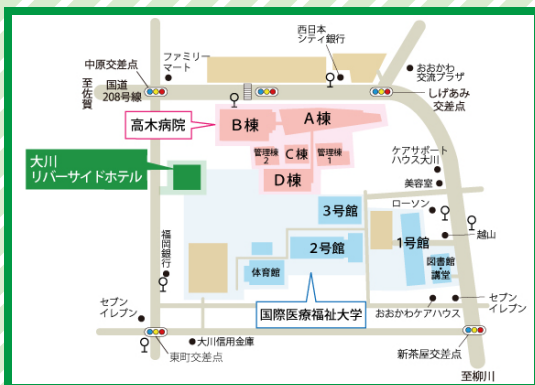 西日本
シティ銀行
ファミリー
マート
中原交差点
おおかわ
交流プラザ
至佐賀
国道
208号線
しげあみ
交差点
高木病院
B棟
A棟
管理棟
2
C棟
管理棟
1
ケアサポート
ハウス大川
大川
リバーサイドホテル
D棟
美容室
3号館
ローソン
1号館
越山
福岡銀行
2号館
体育館
図書館
講堂
セブン
イレブン
国際医療福祉大学
おおかわケアハウス
セブン
イレブン
大川信用金庫
東町交差点
新茶屋交差点
至柳川